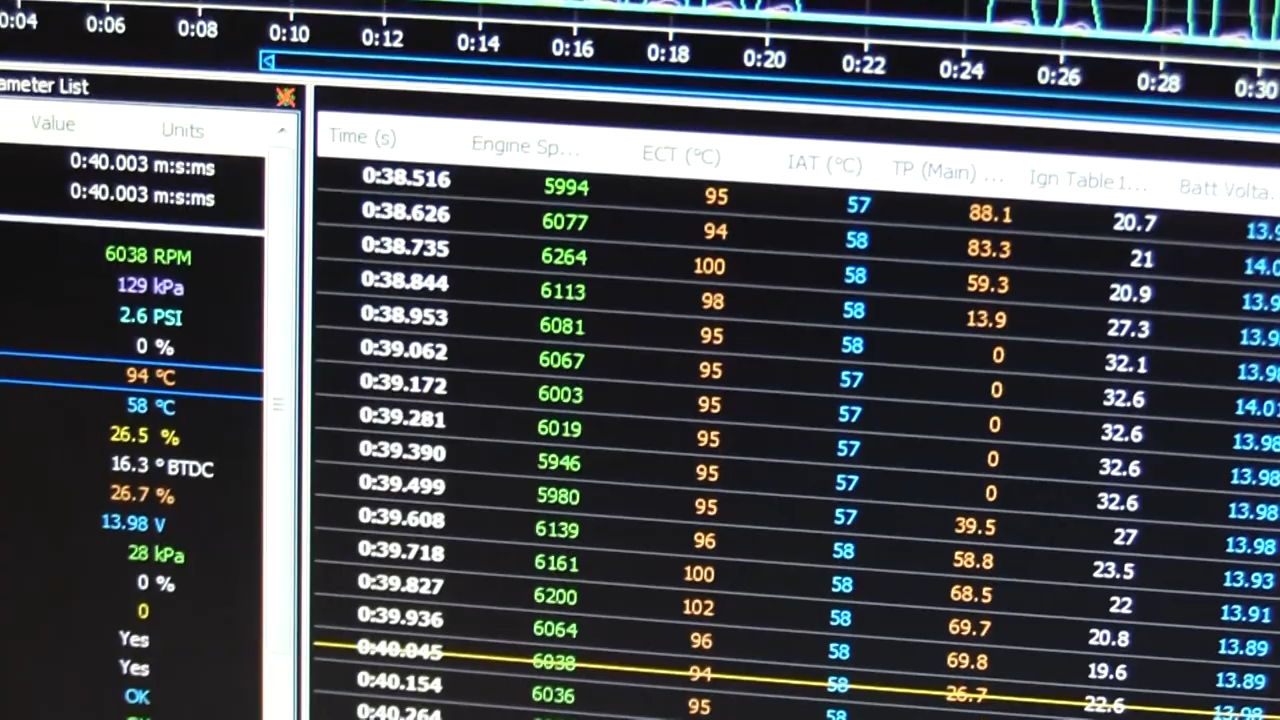 0:04 0:06 0:08 0:10 0:12 0:14 0:16 0:18 0:20 0:22 0:24 0:26 0:28 0:30
ameter List
Value Units
0:40.003 m:s:ms
0:40.003 m:s:ms
6038 RPM
129 kPa
2.6 PSI
0 %
94 °C
58 °C
26.5 %
16.3 ° BTDC
26.7 %
13.98 V
28 kPa
0 %
0
Yes
Yes
OK
Time (s) Engine Sp... ECT (°C) IAT (°C) TP (Main) ... Ign Table1... Batt Volta.
0:38.516 5994 95 57 88.1 20.7 13.9
0:38.626 6077 94 58 83.3 21 14.0
0:38.735 6264 100 58 59.3 20.9 13.9
0:38.844 6113 98 58 13.9 27.3 13.9
0:38.953 6081 95 58 0 32.1 13.98
0:39.062 6067 95 57 0 32.6 14.01
0:39.172 6003 95 57 0 32.6 13.98
0:39.281 6019 95 57 0 32.6 13.98
0:39.390 5946 95 57 0 32.6 13.98
0:39.499 5980 95 57 39.5 27 13.98
0:39.608 6139 96 58 58.8 23.5 13.93
0:39.718 6161 100 58 68.5 22 13.91
0:39.827 6200 102 58 69.7 20.8 13.89
0:39.936 6064 96 58 69.8 19.6 13.89
0:40.045 6038 94 58 26.7 22.6 13.98
0:40.154 6036 95 58
0:40.264